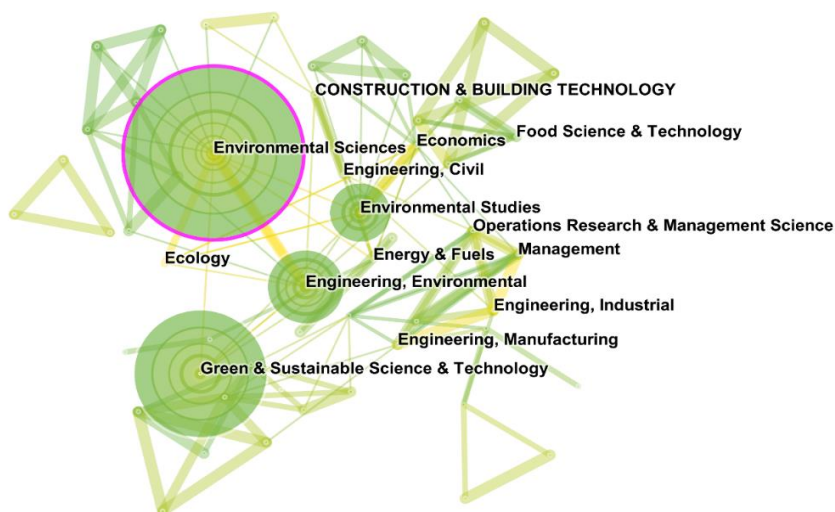 CONSTRUCTION & BUILDING TECHNOLOGY
Food Science & Technology
Economics
Environmental Sciences
Engineering, Civil
Environmental Studies
Operations Research & Management Science
Management
Energy & Fuels
Ecology
Engineering, Environmental
Engineering, Industrial
Engineering, Manufacturing
Green & Sustainable Science & Technology